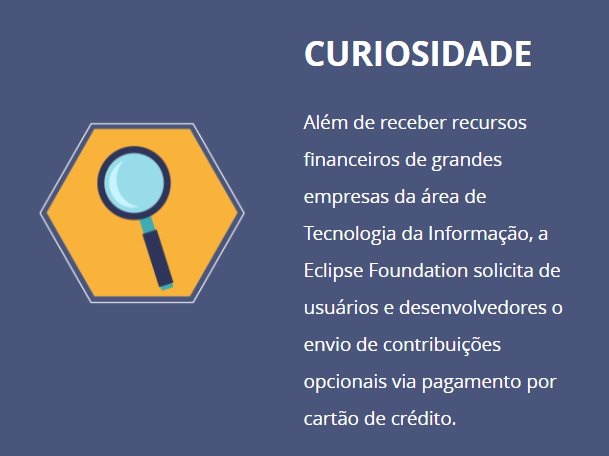 CURIOSIDADE
Além de receber recursos
financeiros de grandes
empresas da área de
Tecnologia da Informação, a
Eclipse Foundation solicita de
usuários e desenvolvedores o
envio de contribuições
opcionais via pagamento por
cartão de crédito.